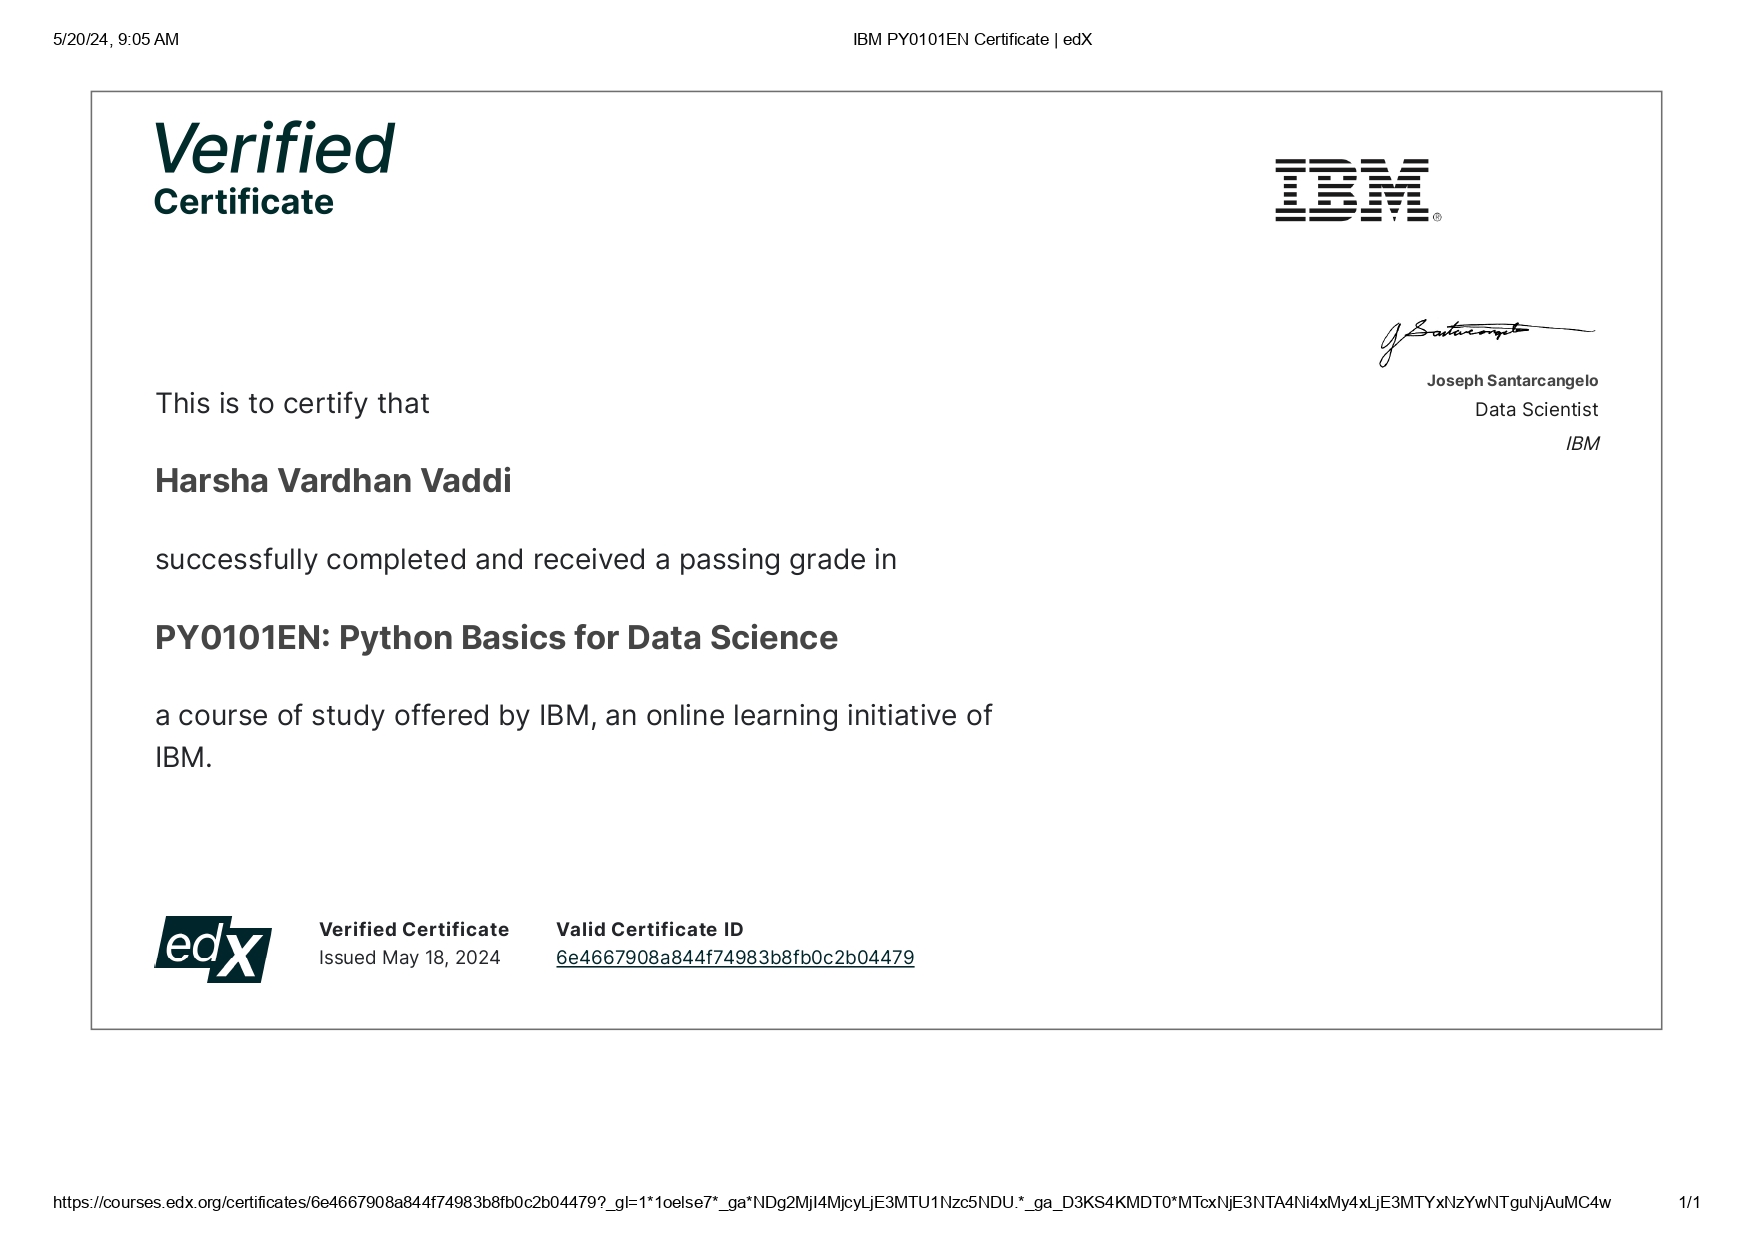 5/20/24, 9:05 AM
IBM PY0101EN Certificate | edX
Verified
Certificate
IBM®
J Santarcangelo
Joseph Santarcangelo
Data Scientist
IBM
This is to certify that
Harsha Vardhan Vaddi
successfully completed and received a passing grade in
PY0101EN: Python Basics for Data Science
a course of study offered by IBM, an online learning initiative of
IBM.
edX
Verified Certificate
Issued May 18, 2024
Valid Certificate ID
6e4667908a844f74983b8fb0c2b04479
https://courses.edx.org/certificates/6e4667908a844f74983b8fb0c2b04479?_gl=1*1oelse7*_ga*NDg2MjI4MjcyLjE3MTU1Nzc5NDU.*_ga_D3KS4KMDT0*MTcxNjE3NTA4Ni4xMy4xLjE3MTYxNzYwNTguNjAuMC4w
1/1